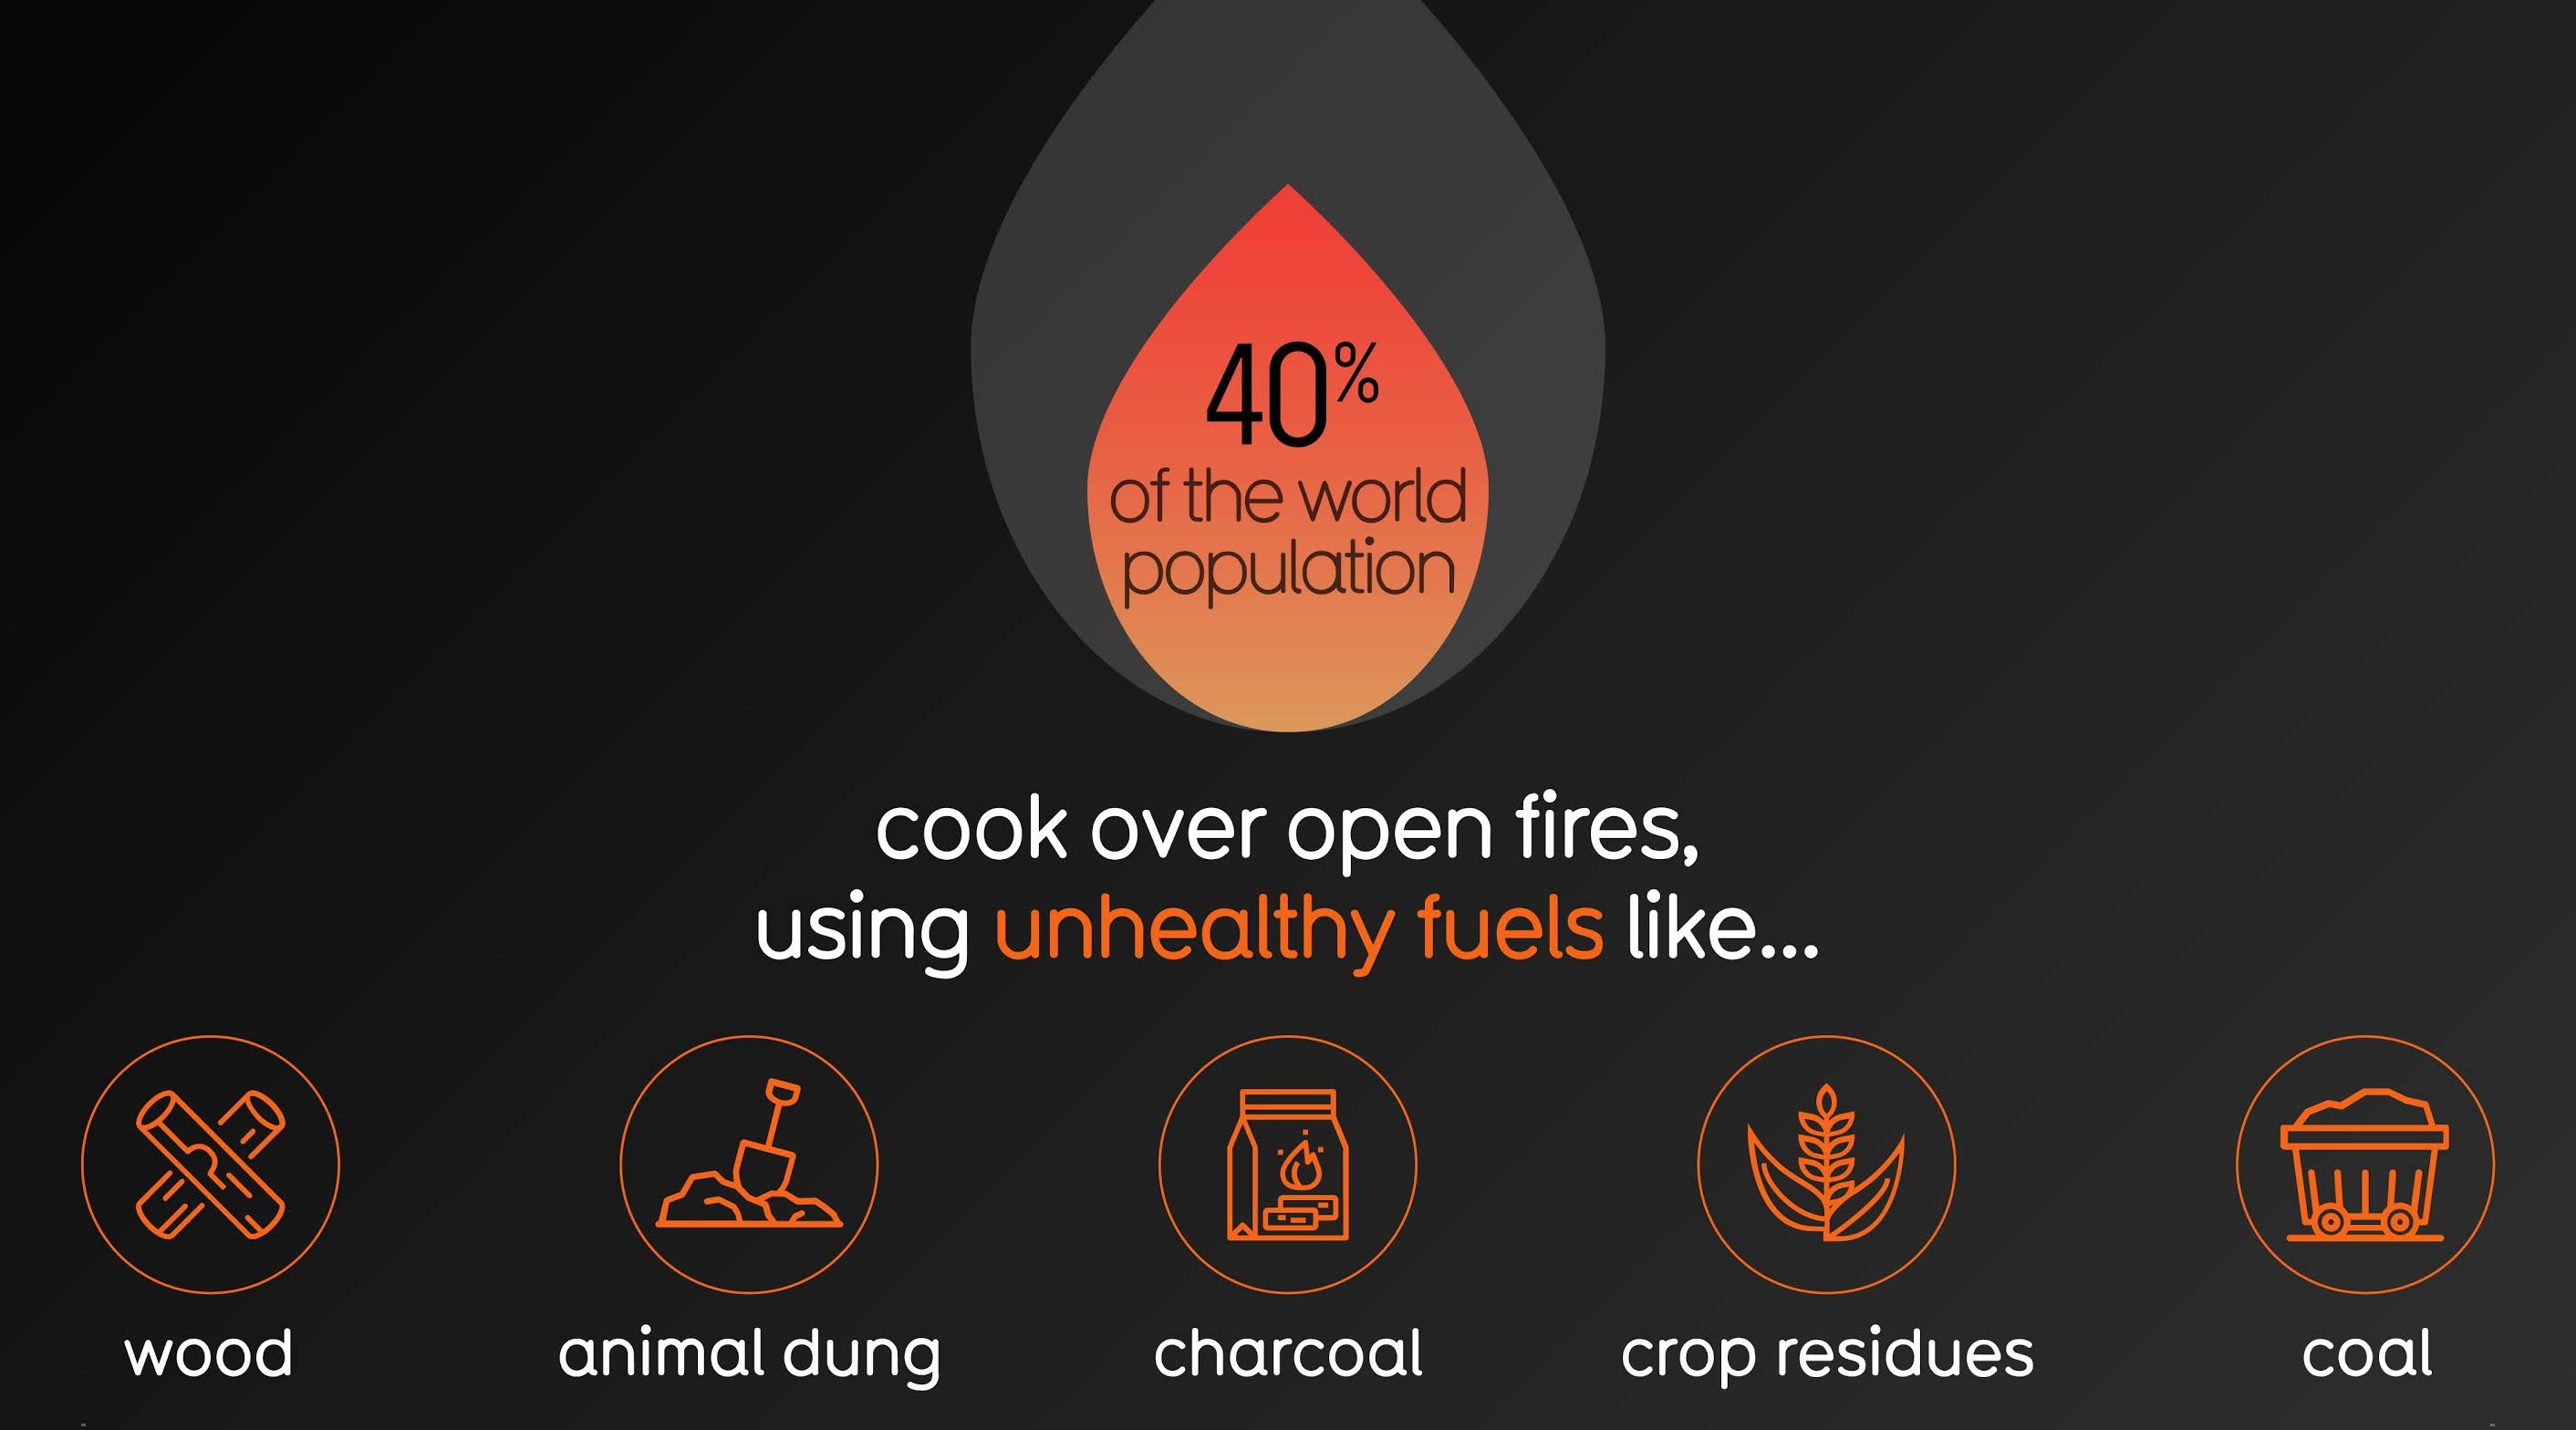 40%
of the world
population
cook over open fires,
using unhealthy fuels like...
wood
animal dung
charcoal
crop residues
coal